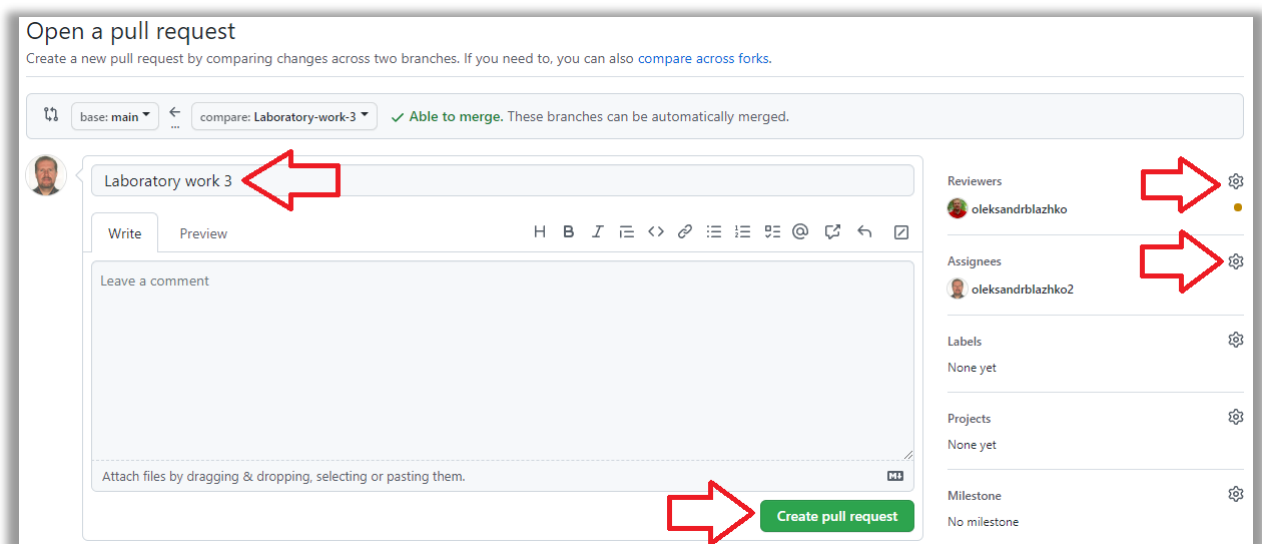 Open a pull request
Create a new pull request by comparing changes across two branches. If you need to, you can also compare across forks.
base: main
compare: Laboratory-work-3
Able to merge. These branches can be automatically merged.
Laboratory work 3
Write Preview
H B I
Leave a comment
Attach files by dragging & dropping, selecting or pasting them.
Create pull request
Reviewers
oleksandrblazhko
Assignees
oleksandrblazhko2
Labels
None yet
Projects
None yet
Milestone
No milestone